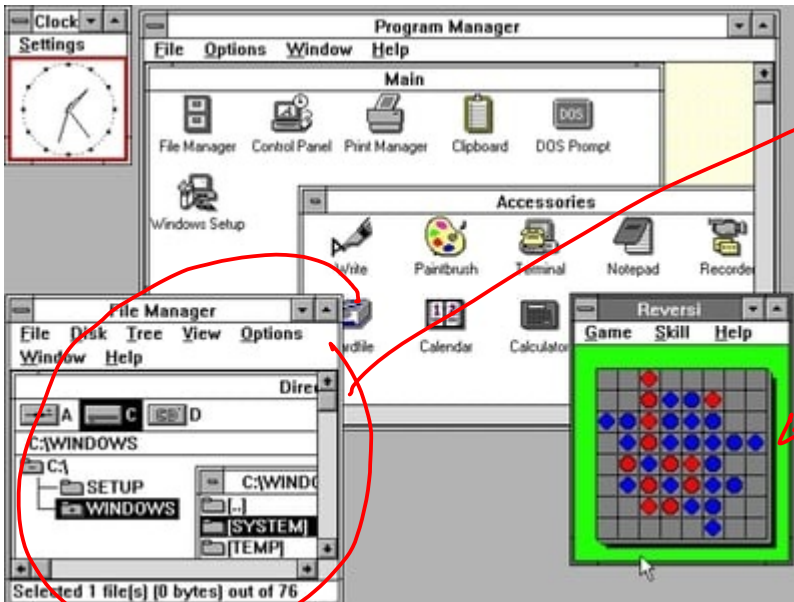 Clock
Settings
Program Manager
File Options Window Help
Main
File Manager Control Panel Print Manager Clipboard DOS Prompt
DOS
Windows Setup
Accessories
Write Paintbrush Terminal Notepad Recorder
Calendar Calculator
File Manager
File Disk Tree View Options
Window Help
Direc
A C D
C:\WINDOWS
C:\
SETUP
WINDOWS
C:\WIND
[..]
[SYSTEM]
[TEMP]
Selected 1 file(s) (0 bytes) out of 76
Reversi
Game Skill Help